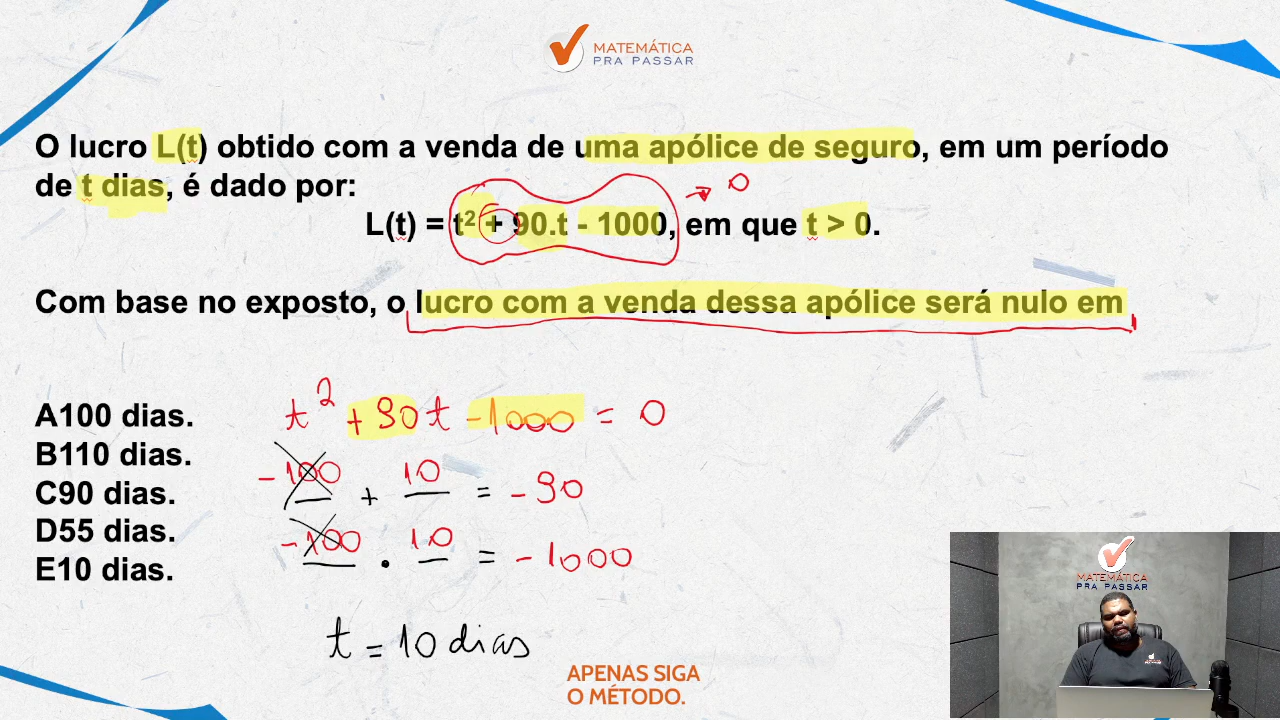 MATEMÁTICA
PRA PASSAR
O lucro L(t) obtido com a venda de uma apólice de seguro, em um período
de t dias, é dado por:
→ 0
L(t) = t² + 90.t - 1000, em que t > 0.
Com base no exposto, o lucro com a venda dessa apólice será nulo em
A100 dias.
B110 dias.
C90 dias.
D55 dias.
E10 dias.
t² + 90t - 1000 = 0
-100 + 10 = - 90
-100 . 10 = - 1000
t = 10 dias
APENAS SIGA
O MÉTODO.
MATEMÁTICA
PRA PASSAR